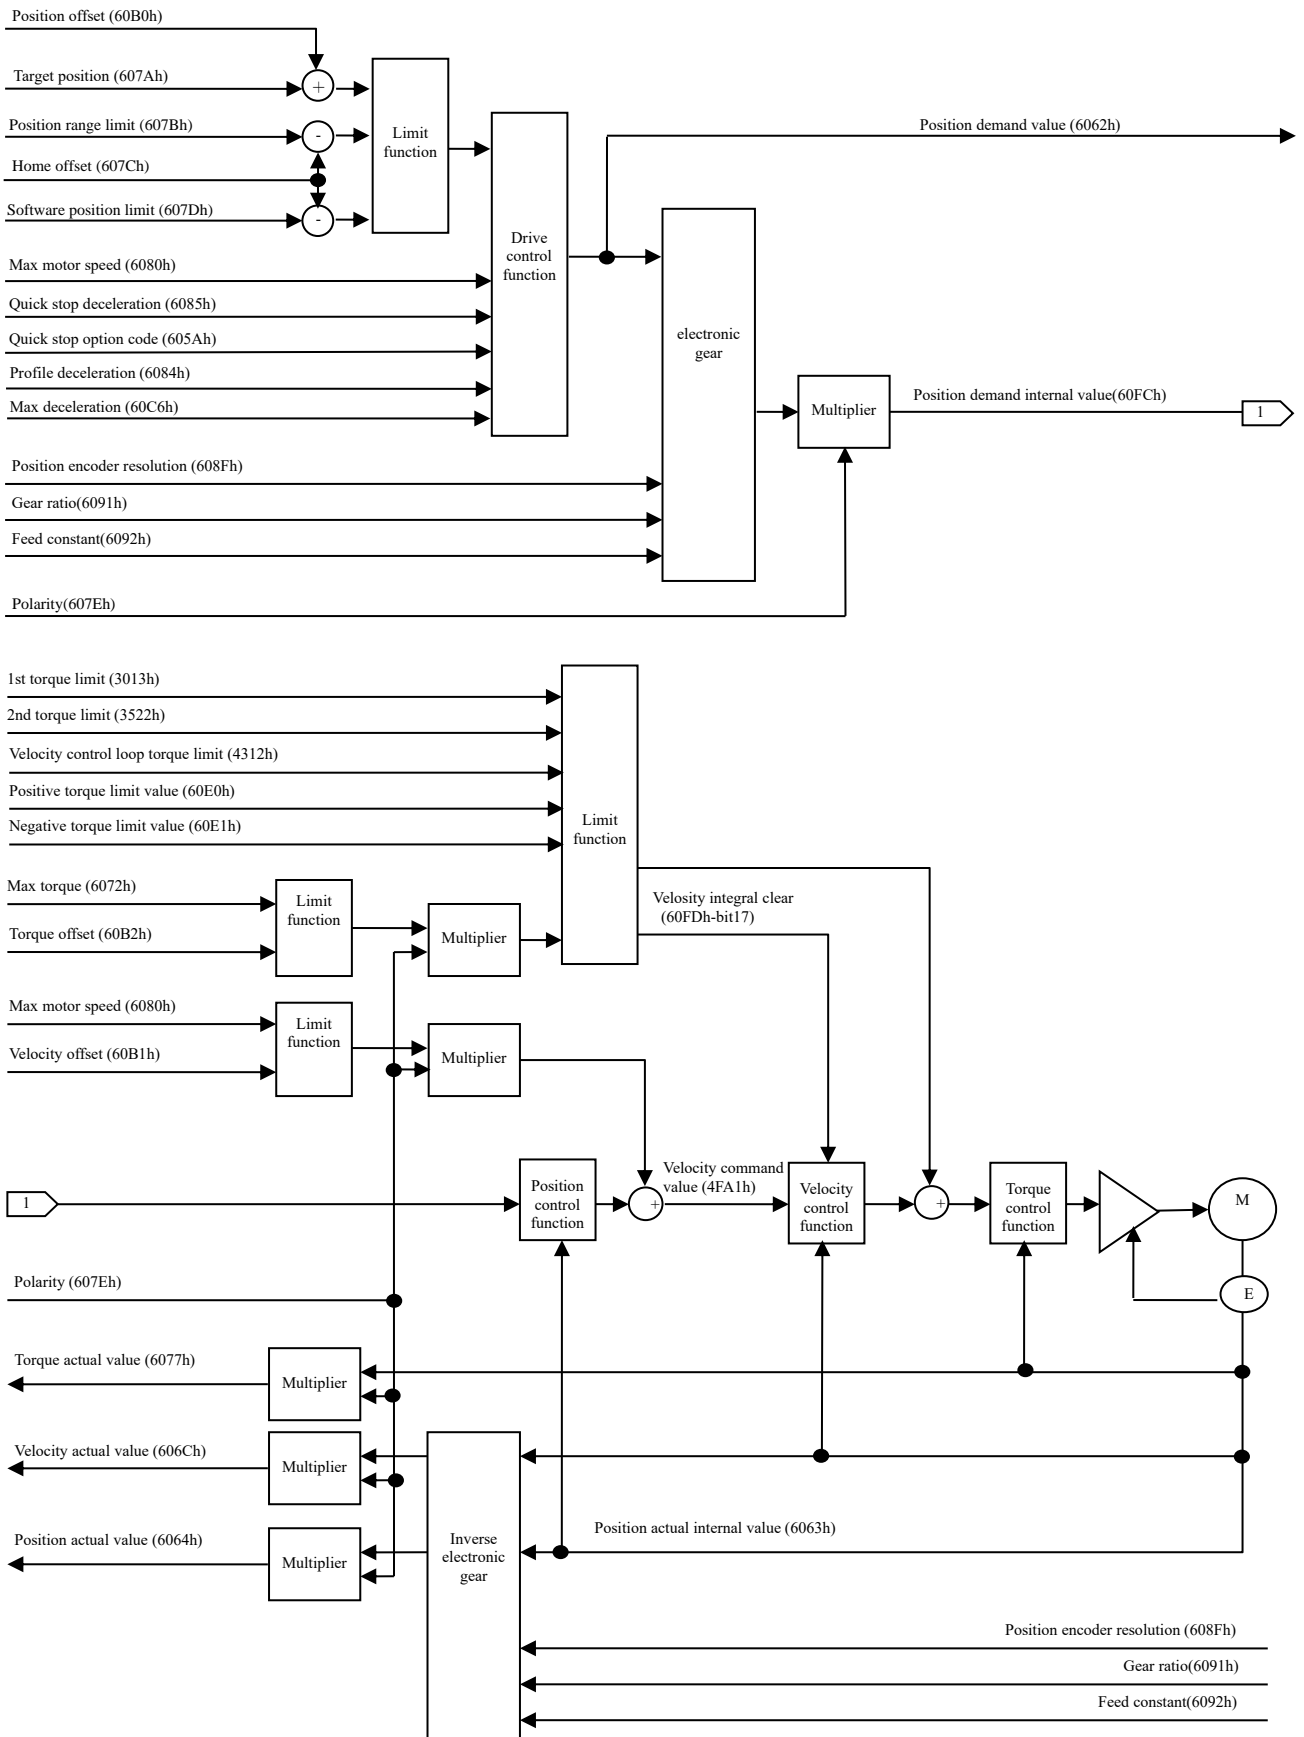 Position offset (60B0h)
Target position (607Ah)
+
Position range limit (607Bh)
-
Limit
function
Home offset (607Ch)
Software position limit (607Dh)
-
Position demand value (6062h)
Drive
control
function
Max motor speed (6080h)
Quick stop deceleration (6085h)
Quick stop option code (605Ah)
Profile deceleration (6084h)
Max deceleration (60C6h)
electronic
gear
Multiplier
Position demand internal value(60FCh)
1
Position encoder resolution (608Fh)
Gear ratio(6091h)
Feed constant(6092h)
Polarity(607Eh)
1st torque limit (3013h)
2nd torque limit (3522h)
Velocity control loop torque limit (4312h)
Positive torque limit value (60E0h)
Negative torque limit value (60E1h)
Limit
function
Max torque (6072h)
Torque offset (60B2h)
Limit
function
Multiplier
Velosity integral clear
(60FDh-bit17)
Max motor speed (6080h)
Velocity offset (60B1h)
Limit
function
Multiplier
1
Position
control
function
+
Velocity command
value (4FA1h)
Velocity
control
function
+
Torque
control
function
M
E
Polarity (607Eh)
Torque actual value (6077h)
Multiplier
Velocity actual value (606Ch)
Multiplier
Position actual value (6064h)
Multiplier
Inverse
electronic
gear
Position actual internal value (6063h)
Position encoder resolution (608Fh)
Gear ratio(6091h)
Feed constant(6092h)